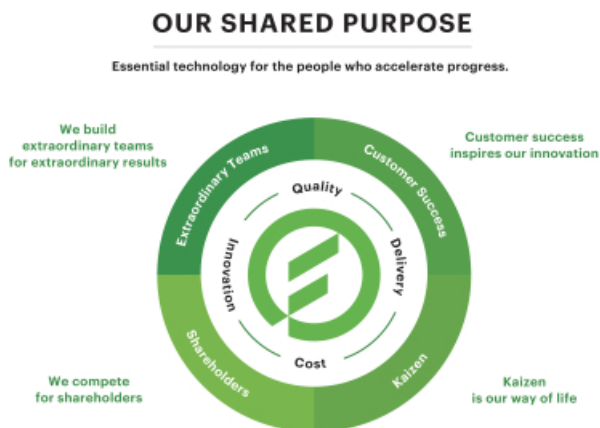 OUR SHARED PURPOSE
Essential technology for the people who accelerate progress.
We build
extraordinary teams
for extraordinary results
Customer success
inspires our innovation
Extraordinary Teams
Customer Success
Quality
Innovation
Delivery
Cost
Shareholders
Kaizen
We compete
for shareholders
Kaizen
is our way of life